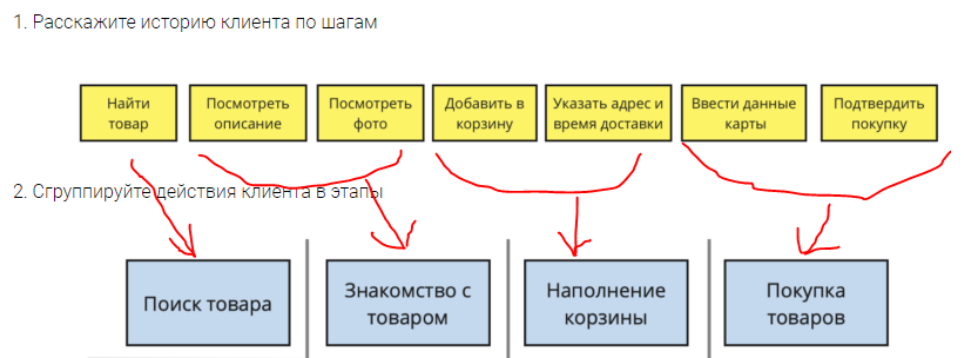 1. Расскажите историю клиента по шагам
Найти
товар
Посмотреть
описание
Посмотреть
фото
Добавить в
корзину
Указать адрес и
время доставки
Ввести данные
карты
Подтвердить
покупку
2. Сгруппируйте действия клиента в этапы
Поиск товара
Знакомство с
товаром
Наполнение
корзины
Покупка
товаров